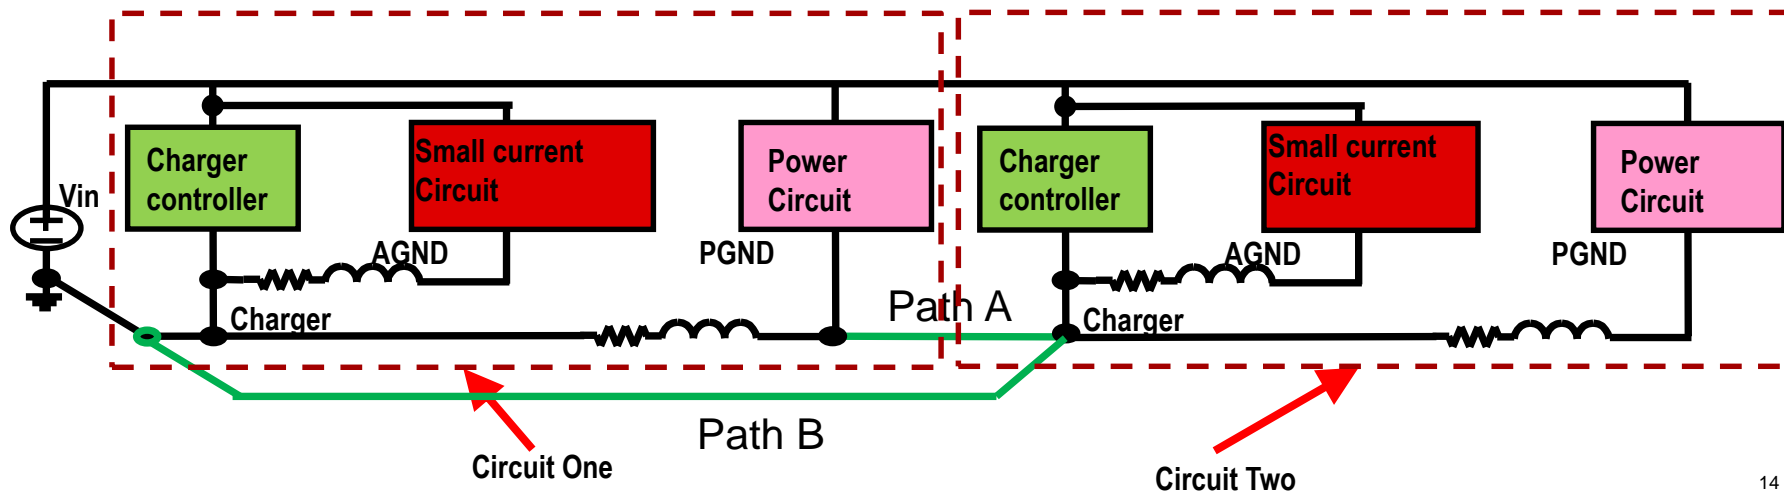 Vin
Charger
controller
Small current
Circuit
Power
Circuit
AGND
PGND
Charger
Path A
Charger
controller
Small current
Circuit
Power
Circuit
AGND
PGND
Charger
Path B
Circuit One
Circuit Two
14